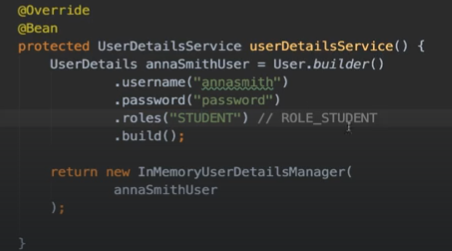 @Override
@Bean
protected UserDetailsService userDetailsService() {
UserDetails annaSmithUser = User.builder()
.username("annasmith")
.password("password")
.roles("STUDENT") // ROLE_STUDENT
.build();
return new InMemoryUserDetailsManager(
annaSmithUser
);
}